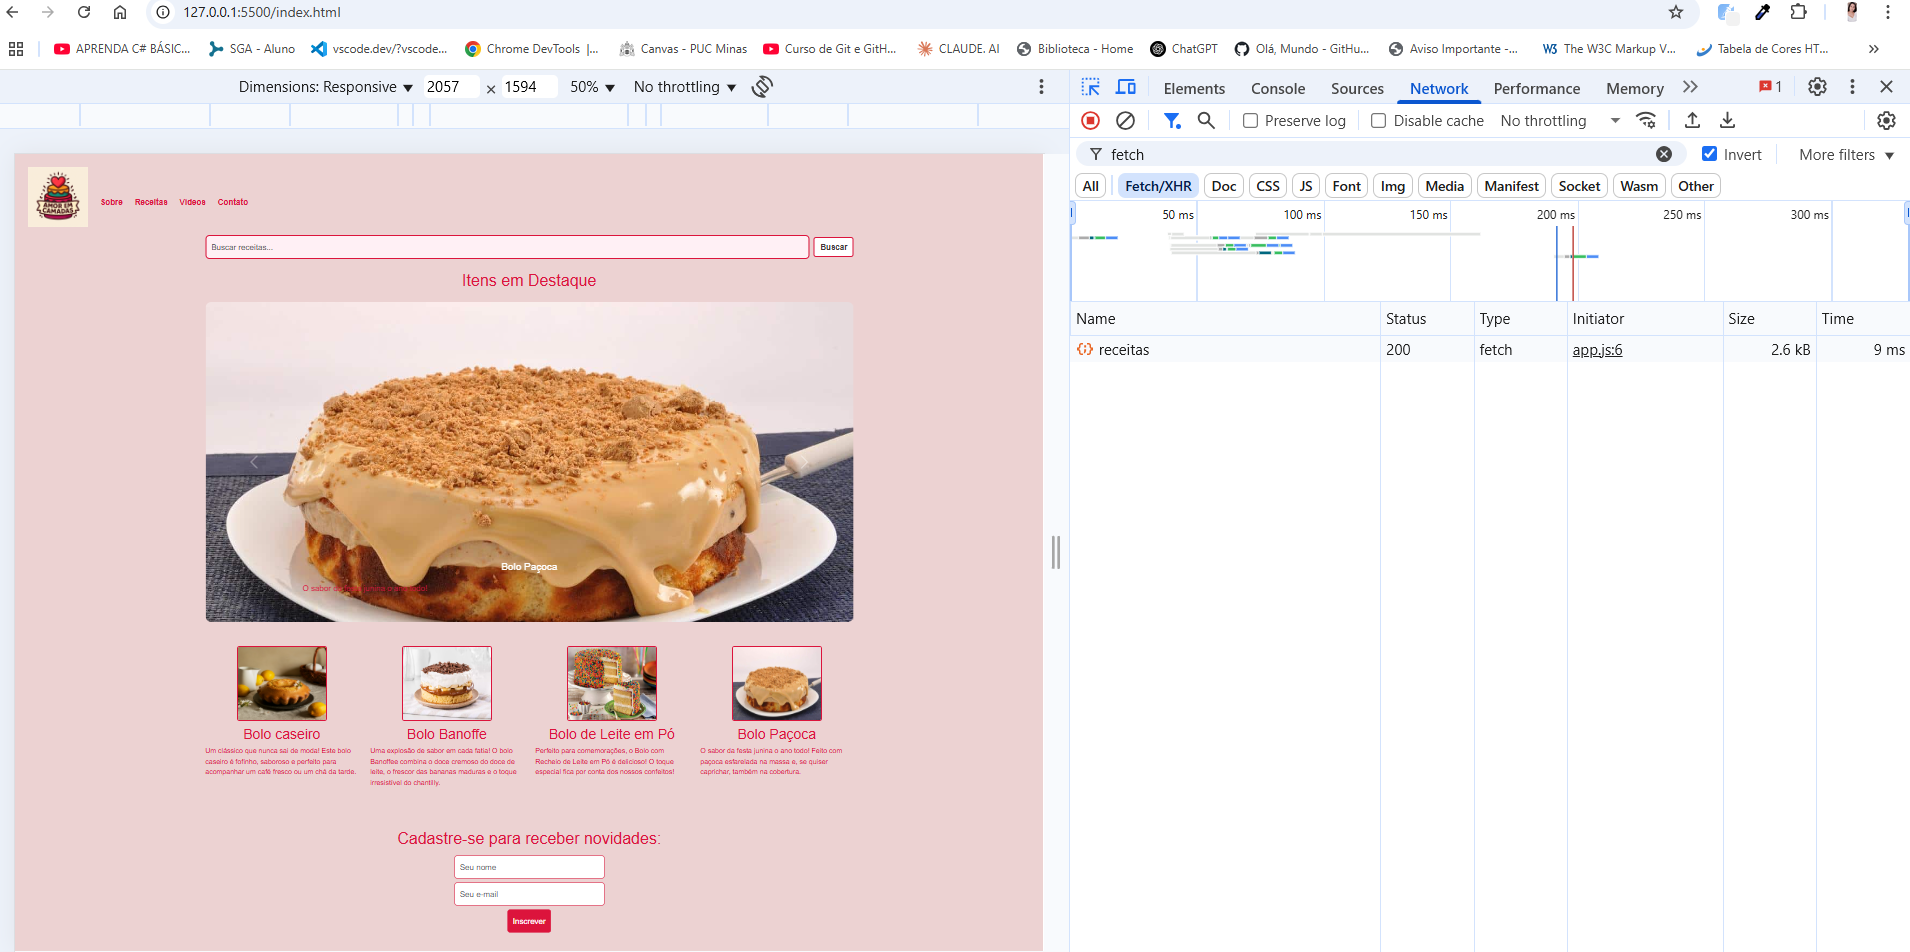 127.0.0.1:5500/index.html
APRENDA C# BÁSIC...
SGA - Aluno
vscode.dev/?vscode...
Chrome DevTools |...
Canvas - PUC Minas
Curso de Git e GitH...
CLAUDE. AI
Biblioteca - Home
ChatGPT
Olá, Mundo - GitHu...
Aviso Importante -...
W3 The W3C Markup V...
Tabela de Cores HT...
Dimensions: Responsive 2057 × 1594 50% No throttling
Elements Console Sources Network Performance Memory 1
Preserve log Disable cache No throttling
fetch Invert More filters
All Fetch/XHR Doc CSS JS Font Img Media Manifest Socket Wasm Other
50 ms 100 ms 150 ms 200 ms 250 ms 300 ms
Name Status Type Initiator Size Time
receitas 200 fetch app.js:6 2.6 kB 9 ms
AMOR EM
CAMADAS
Sobre Receitas Videos Contato
Buscar receitas... Buscar
Itens em Destaque
Bolo Paçoca
O sabor
Bolo caseiro
Um clássico que nunca sai de moda! Este bolo
caseiro é fofinho, saboroso e perfeito para
acompanhar um café fresco ou um chá da tarde.
Bolo Banoffe
Uma explosão de sabor em cada fatia! O bolo
Banoffee combina o doce cremoso do doce de
leite, o frescor das bananas maduras e o toque
irresistível do chantilly.
Bolo de Leite em Pó
Perfeito para comemorações, o Bolo com
Recheio de Leite em Pó é delicioso! O toque
especial fica por conta dos nossos confeitos!
Bolo Paçoca
O sabor da festa junina o ano todo! Feito com
paçoca esfarelada na massa e, se quiser
caprichar, também na cobertura.
Cadastre-se para receber novidades:
Seu nome
Seu e-mail
Inscrever